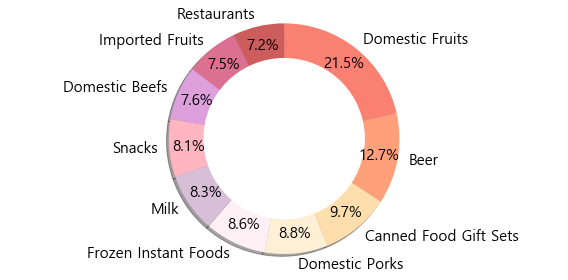 Restaurants
7.2%
Domestic Fruits
21.5%
Beer
12.7%
Canned Food Gift Sets
9.7%
Domestic Porks
8.8%
Frozen Instant Foods
8.6%
Milk
8.3%
Snacks
8.1%
Domestic Beefs
7.6%
Imported Fruits
7.5%